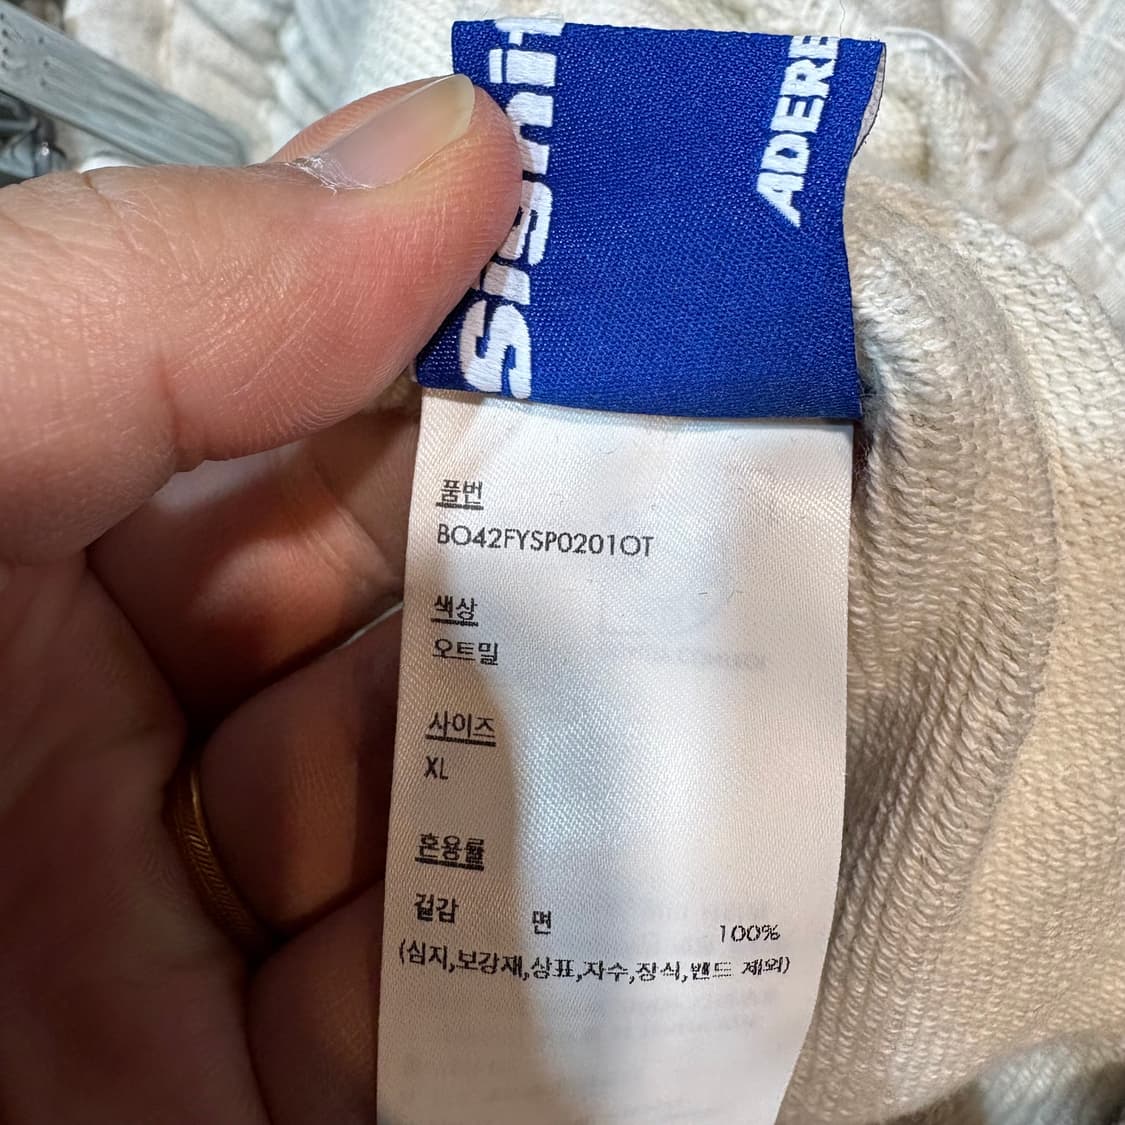 Signif
ADERE
품번
BO42FYSP0201OT
색상
오트밀
사이즈
XL
혼용률
겉감 면 100%
(심지,보강재,상표,자수,장식,밴드 제외)